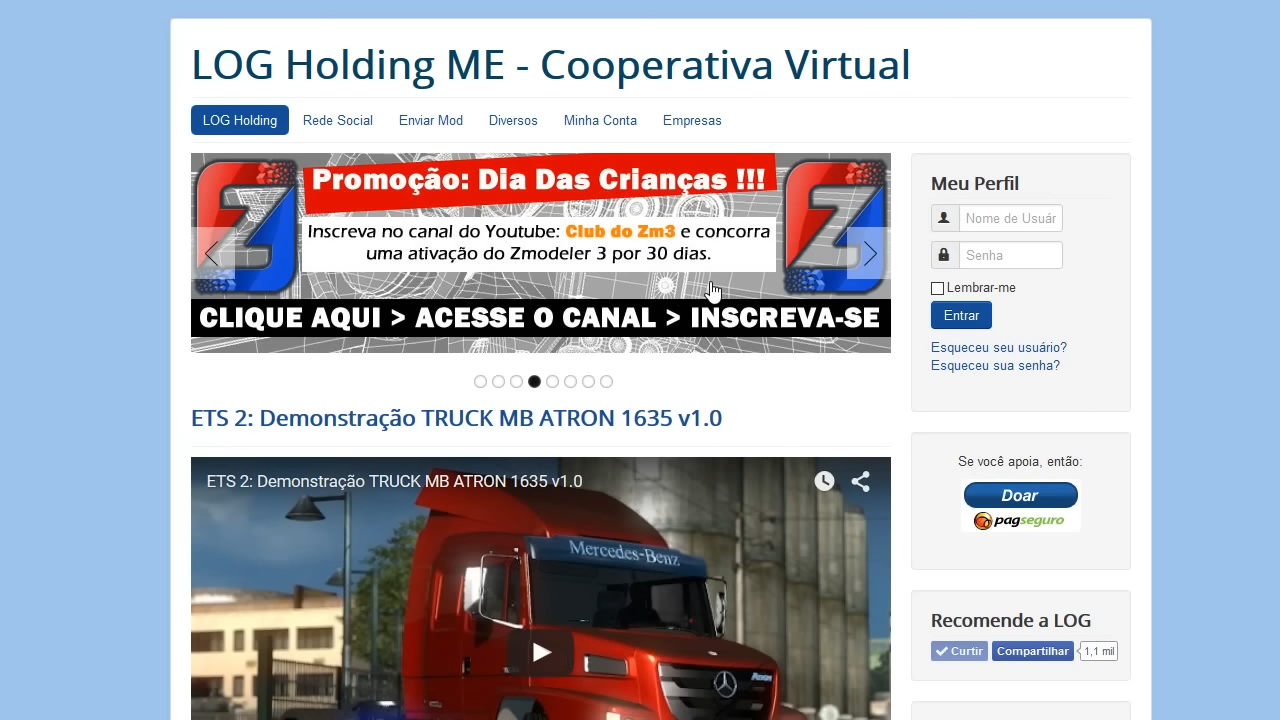 LOG Holding ME - Cooperativa Virtual
LOG Holding
Rede Social
Enviar Mod
Diversos
Minha Conta
Empresas
Promoção: Dia Das Crianças !!!
Inscreva no canal do Youtube: Club do Zm3 e concorra
uma ativação do Zmodeler 3 por 30 dias.
CLIQUE AQUI > ACESSE O CANAL > INSCREVA-SE
ETS 2: Demonstração TRUCK MB ATRON 1635 v1.0
ETS 2: Demonstração TRUCK MB ATRON 1635 v1.0
Mercedes-Benz
Atron
Meu Perfil
Nome de Usuár
Senha
Lembrar-me
Entrar
Esqueceu seu usuário?
Esqueceu sua senha?
Se você apoia, então:
Doar
pagseguro
Recomende a LOG
Curtir
Compartilhar
1,1 mil